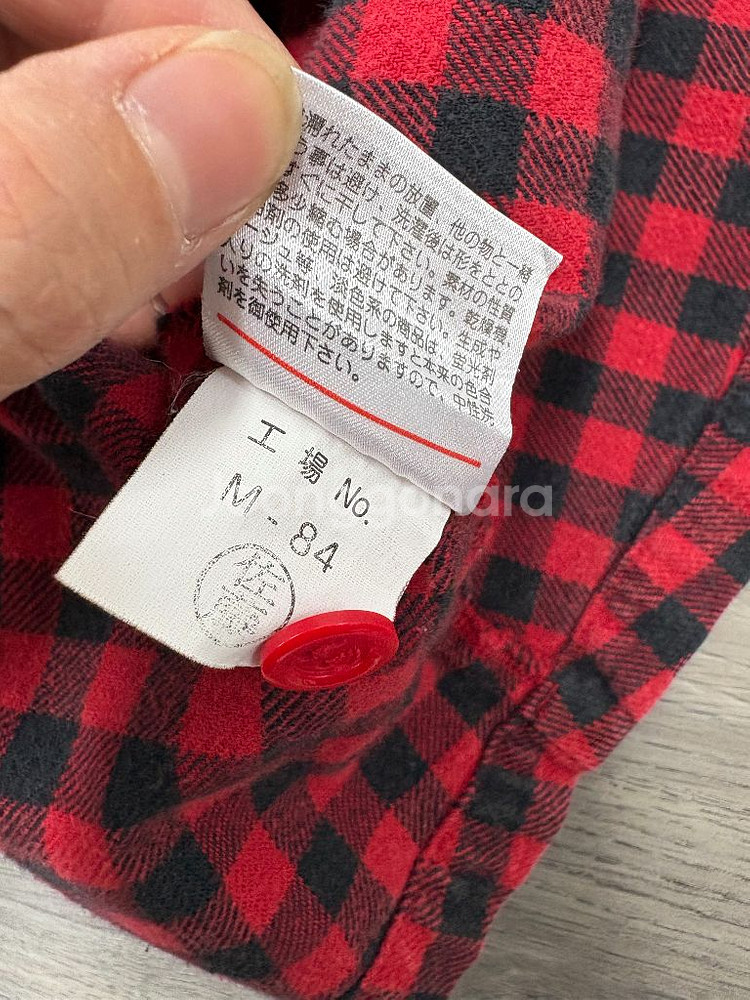 濡れたままの放置、他の物と一緒
う事は避け、洗濯後は形をととの
すぐに干して下さい。素材の性質
多少縮む場合があります。乾燥機、
剤の使用は避けて下さい。生成や
ージュ等、淡色系の商品は、蛍光剤
入りの洗剤を使用しますと本来の色合
いを失うことがありますので、中性洗
剤を御使用下さい。
工場 No.
M-84
佐